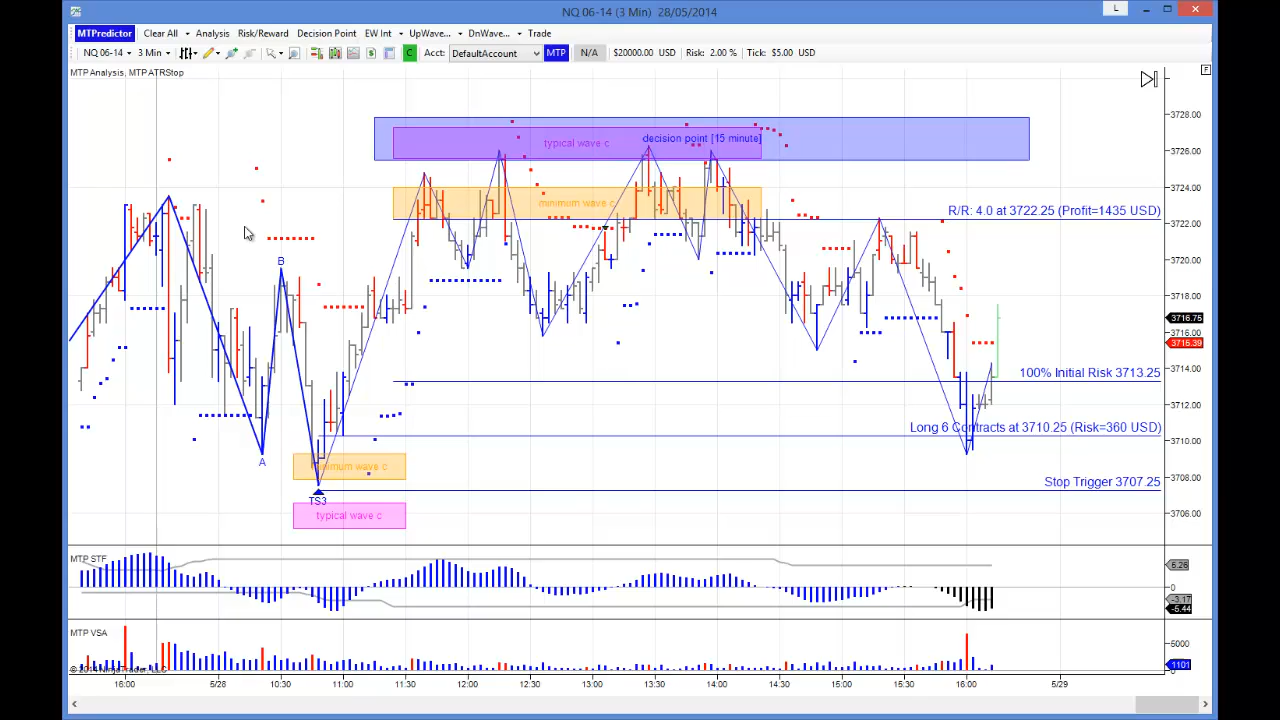 NQ 06-14 (3 Min) 28/05/2014
L
MTPredictor Clear All Analysis Risk/Reward Decision Point EW Int UpWave... DnWave... Trade
NQ 06-14 3 Min C Acct: DefaultAccount MTP N/A $20000.00 USD Risk: 2.00 % Tick: $5.00 USD
MTP Analysis, MTP ATRStop
F
3728.00
typical wave c
decision point [15 minute]
3726.00
3724.00
minimum wave c
R/R: 4.0 at 3722.25 (Profit=1435 USD)
3722.00
B
3720.00
3718.00
3716.75
3716.00
3715.39
100% Initial Risk 3713.25
3714.00
3712.00
Long 6 Contracts at 3710.25 (Risk=360 USD)
3710.00
A
minimum wave c
3708.00
Stop Trigger 3707.25
TS3
typical wave c
3706.00
MTP STF
6.26
0
-3.17
-5.44
MTP VSA
5000
1101
0
© 2014 NinjaTrader, LLC
16:00 5/28 10:30 11:00 11:30 12:00 12:30 13:00 13:30 14:00 14:30 15:00 15:30 16:00 5/29